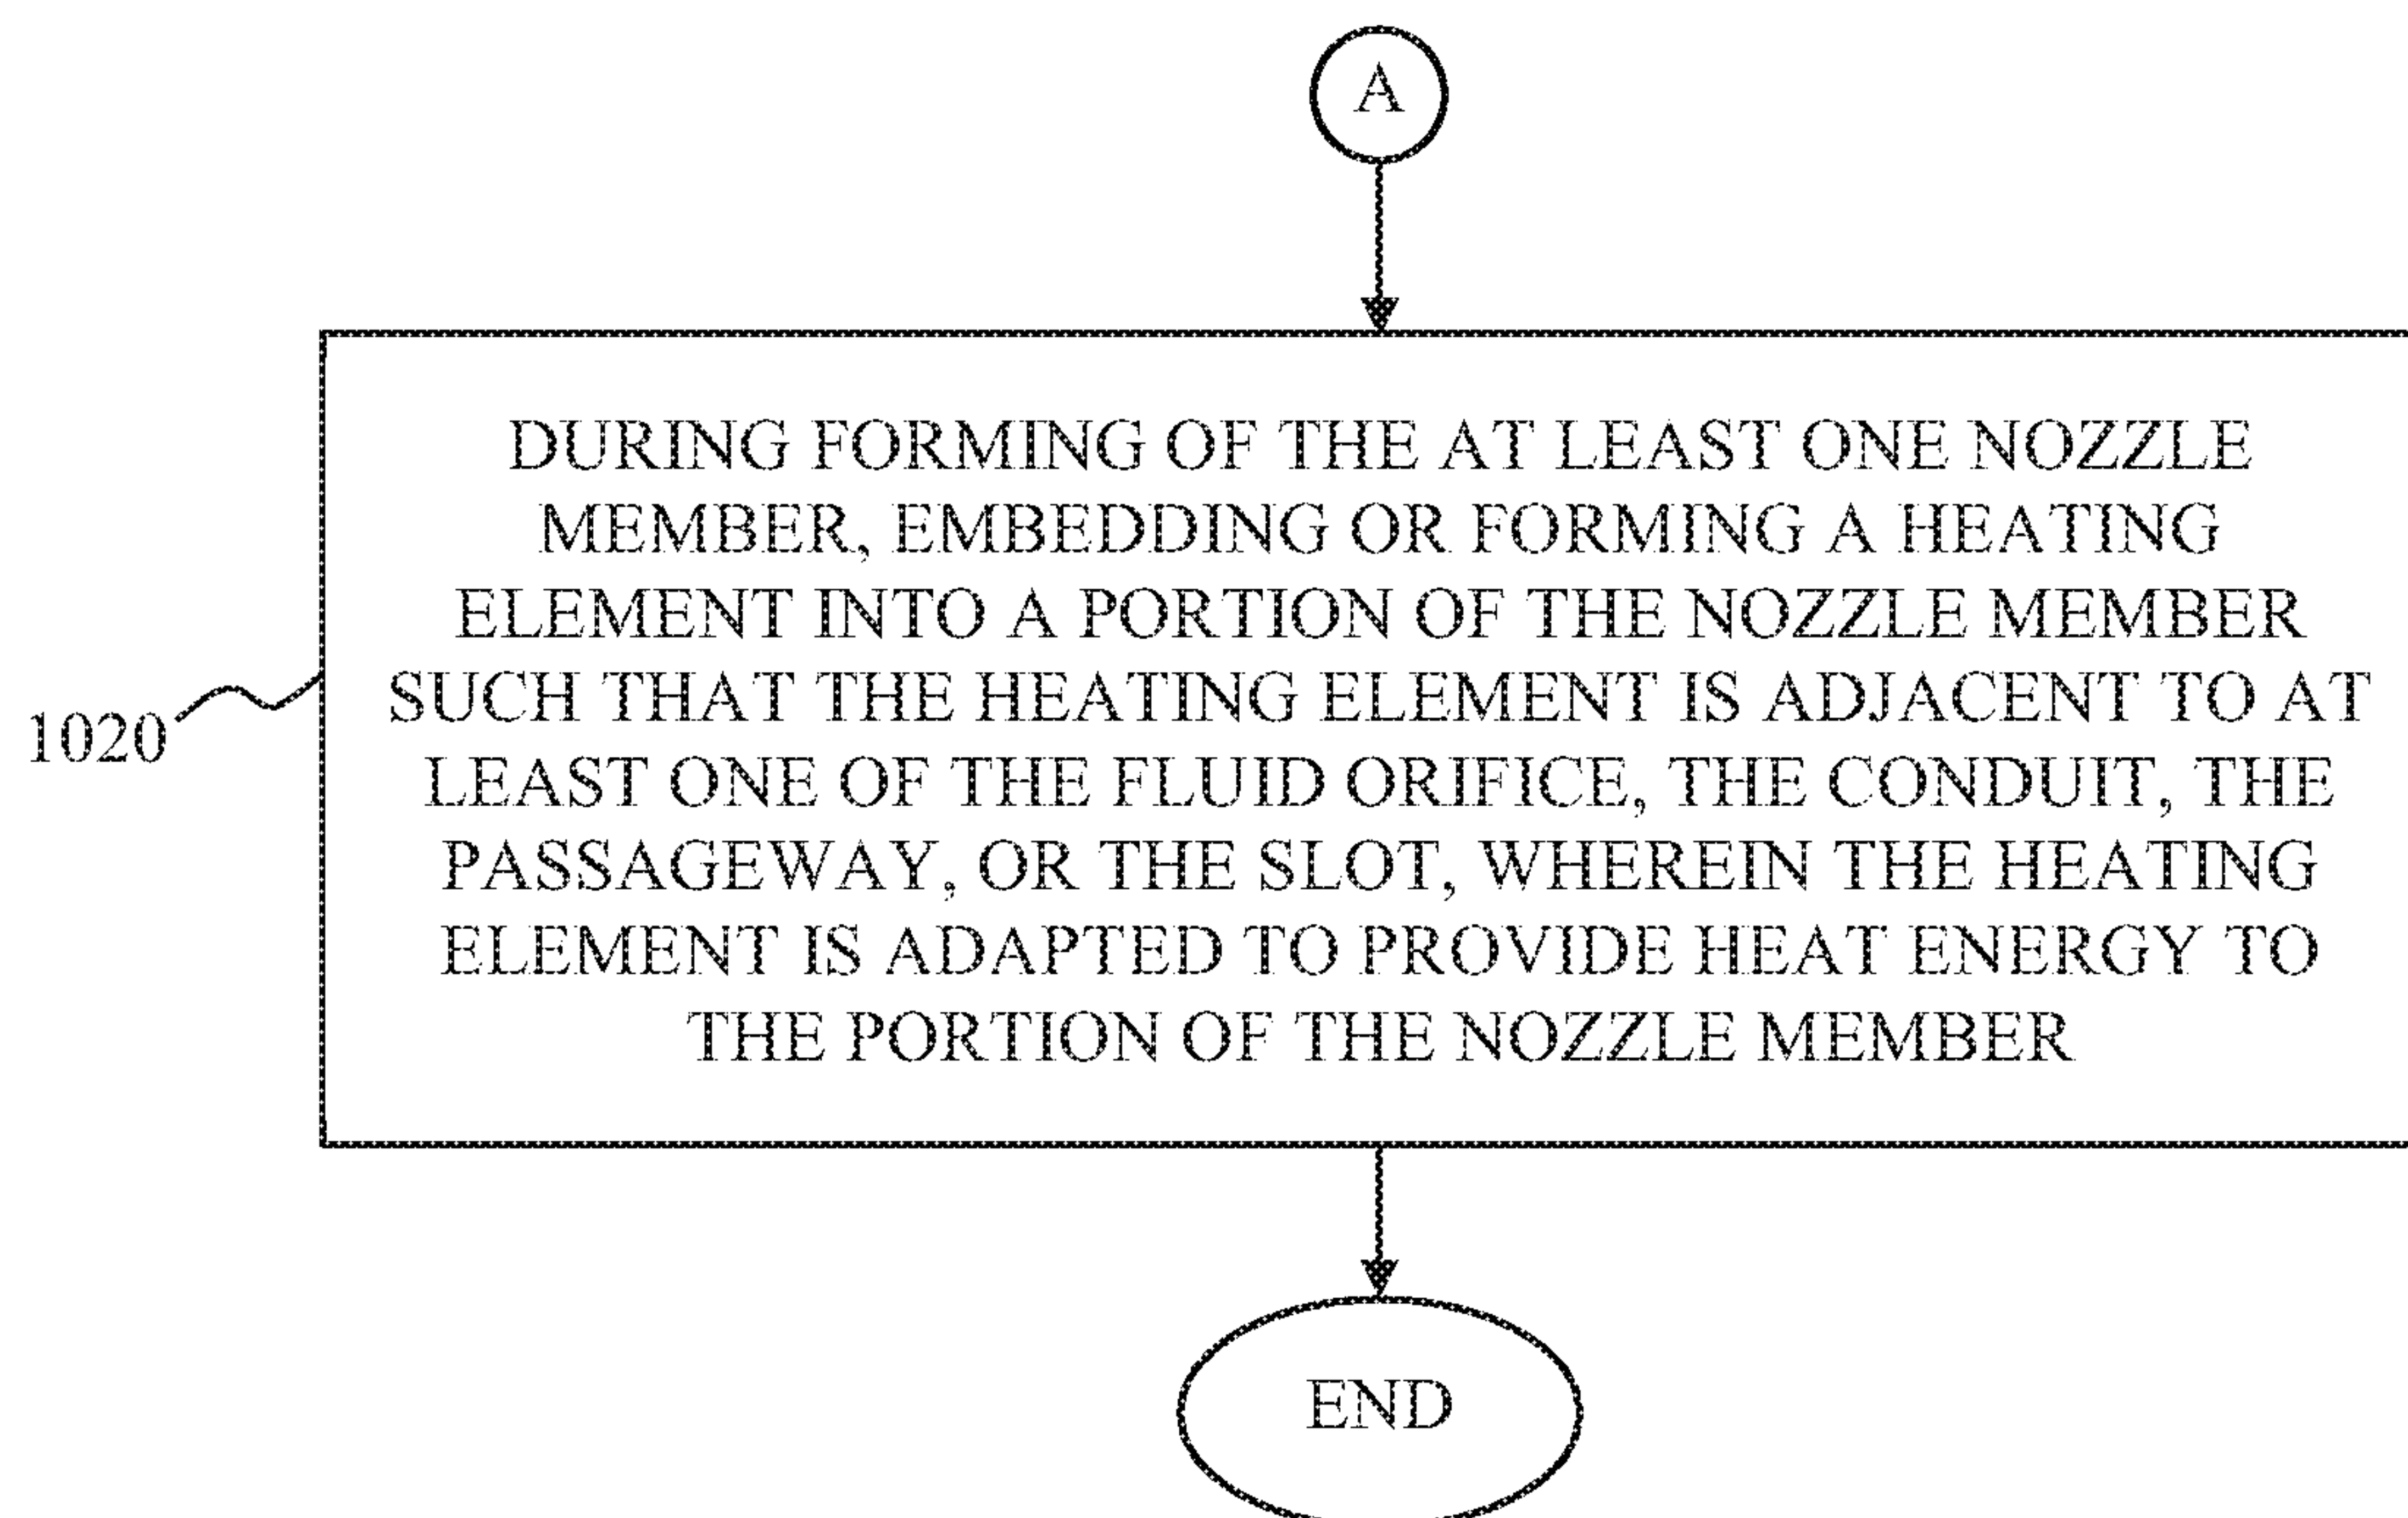 A
DURING FORMING OF THE AT LEAST ONE NOZZLE
MEMBER, EMBEDDING OR FORMING A HEATING
ELEMENT INTO A PORTION OF THE NOZZLE MEMBER
SUCH THAT THE HEATING ELEMENT IS ADJACENT TO AT
1020
LEAST ONE OF THE FLUID ORIFICE, THE CONDUIT, THE
PASSAGEWAY, OR THE SLOT, WHEREIN THE HEATING
ELEMENT IS ADAPTED TO PROVIDE HEAT ENERGY TO
THE PORTION OF THE NOZZLE MEMBER
END